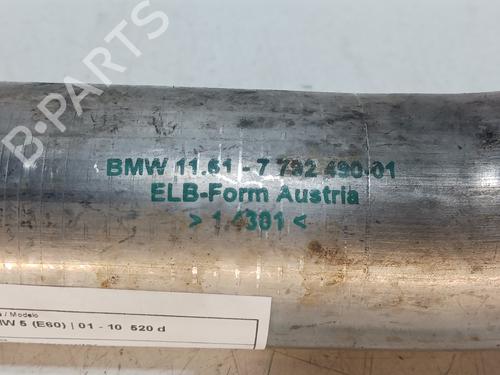 B-PARTS
BMW 11.61 - 7 792 490-01
ELB-Form Austria
> 1.4301 <
/ Modelo
MW 5 (E60) | 01 - 10 520 d